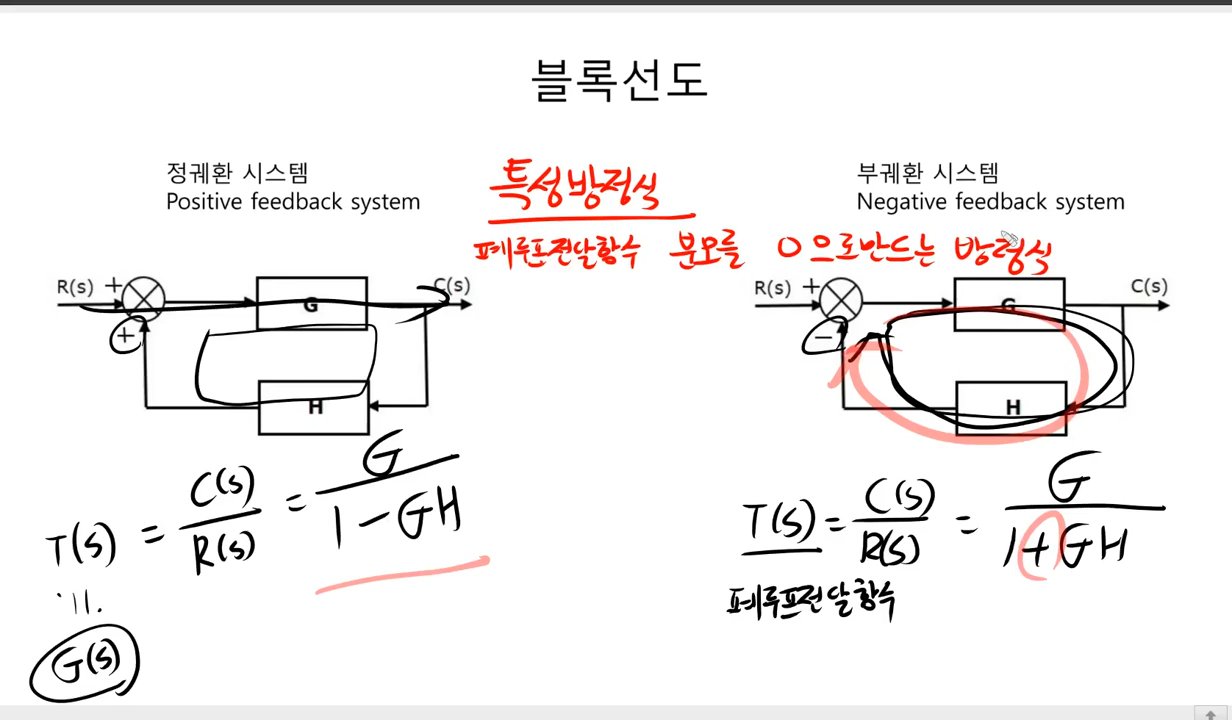 블록선도
정궤환 시스템
Positive feedback system
특성방정식
부궤환 시스템
Negative feedback system
폐루프전달함수 분모를 0으로만드는 방정식
R(s) + G C(s)
+
H
R(s) + G C(s)
−
H
T(s) = C(s)/R(s) = G/(1-GH)
G(s)
T(s) = C(s)/R(s) = G/(1+GH)
폐루프전달함수